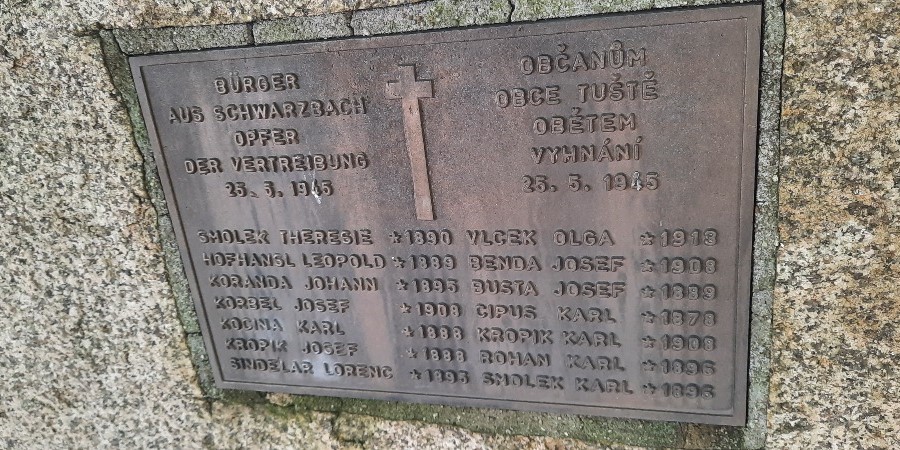 BÜRGER
AUS SCHWARZBACH
OPFER
DER VERTREIBUNG
25. 5. 1945
OBČANŮM
OBCE TUŠTĚ
OBĚTEM
VYHNÁNÍ
25. 5. 1945
SMOLEK THERESIE *1890 VLCEK OLGA *1913
HOFHANSL LEOPOLD *1889 BENDA JOSEF *1908
KORANDA JOHANN *1895 BUSTA JOSEF *1889
KORBEL JOSEF *1908 CIPUS KARL *1878
KOCINA KARL *1888 KROPIK KARL *1908
KROPIK JOSEF *1888 ROHAN KARL *1896
SINDELAR LORENC *1895 SMOLEK KARL *1895